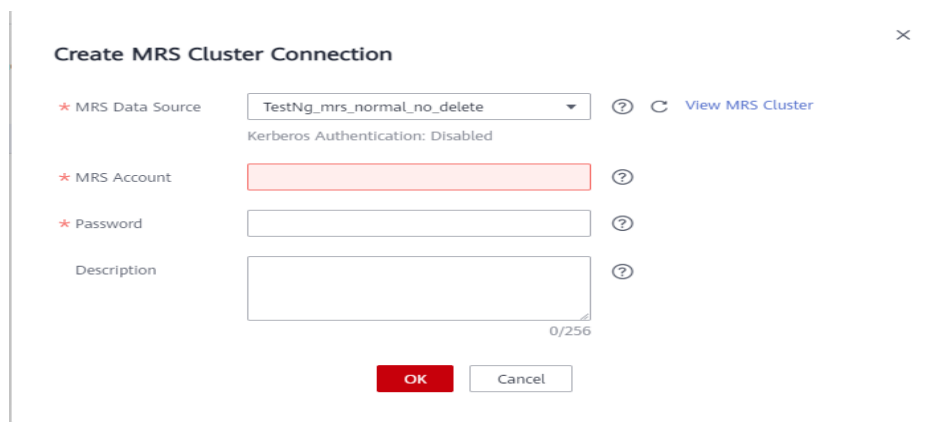 Create MRS Cluster Connection
* MRS Data Source TestNg_mrs_normal_no_delete ? View MRS Cluster
Kerberos Authentication: Disabled
* MRS Account ?
* Password ?
Description ?
0/256
OK Cancel